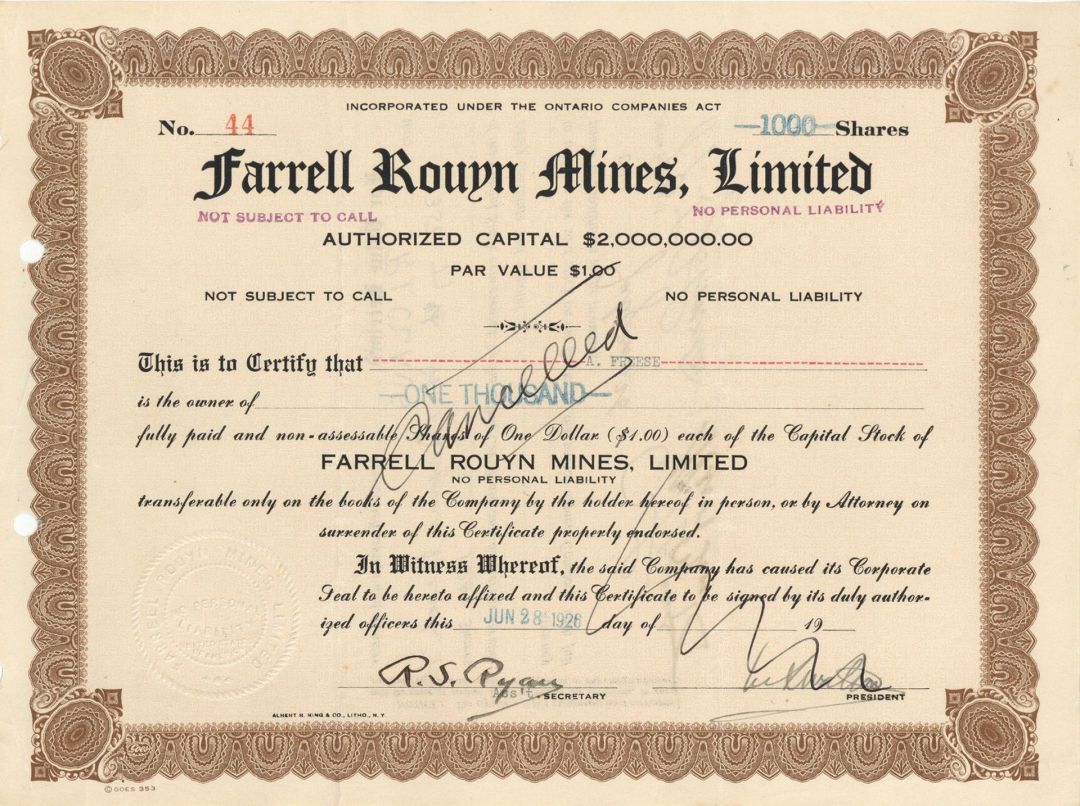 INCORPORATED UNDER THE ONTARIO COMPANIES ACT
No. 44
1000 Shares
Farrell Rouyn Mines, Limited
NOT SUBJECT TO CALL
NO PERSONAL LIABILITY
AUTHORIZED CAPITAL $2,000,000.00
PAR VALUE $1.00
NOT SUBJECT TO CALL
NO PERSONAL LIABILITY
Cancelled
This is to Certify that A. FREESE
ONE THOUSAND
is the owner of
fully paid and non-assessable Shares of One Dollar ($1.00) each of the Capital Stock of
FARRELL ROUYN MINES, LIMITED
NO PERSONAL LIABILITY
transferable only on the books of the Company by the holder hereof in person, or by Attorney on
surrender of this Certificate properly endorsed.
In Witness Whereof, the said Company has caused its Corporate
Seal to be hereto affixed and this Certificate to be signed by its duly author-
ized officers this JUN 28 1926 day of 19
R. S. Ryan
Ass't. SECRETARY
PRESIDENT
ALBERT H. KING & CO., LITHO., N. Y.
© GOES 353